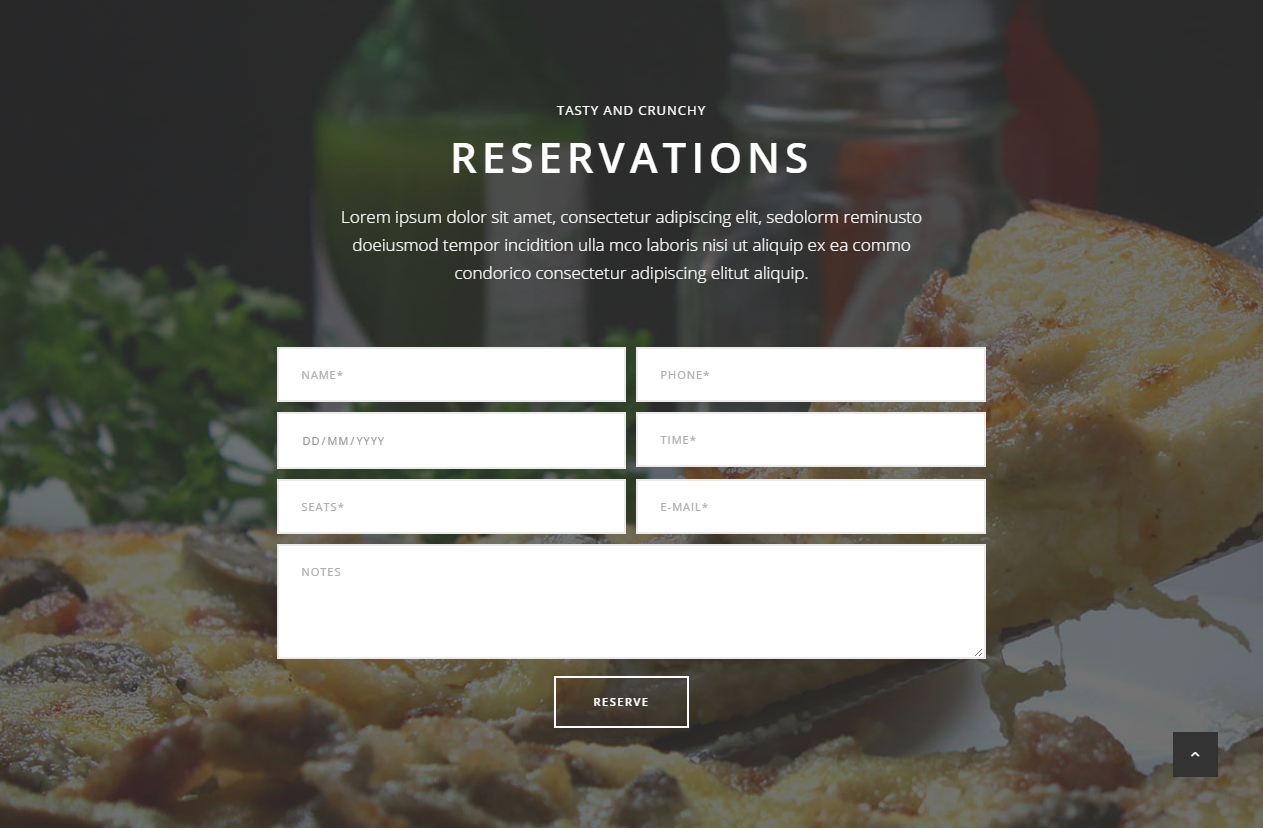 TASTY AND CRUNCHY
RESERVATIONS
Lorem ipsum dolor sit amet, consectetur adipiscing elit, sedolorm reminusto
doeiusmod tempor incidition ulla mco laboris nisi ut aliquip ex ea commo
condorico consectetur adipiscing elitut aliquip.
NAME*
PHONE*
DD/MM/YYYY
TIME*
SEATS*
E-MAIL*
NOTES
RESERVE